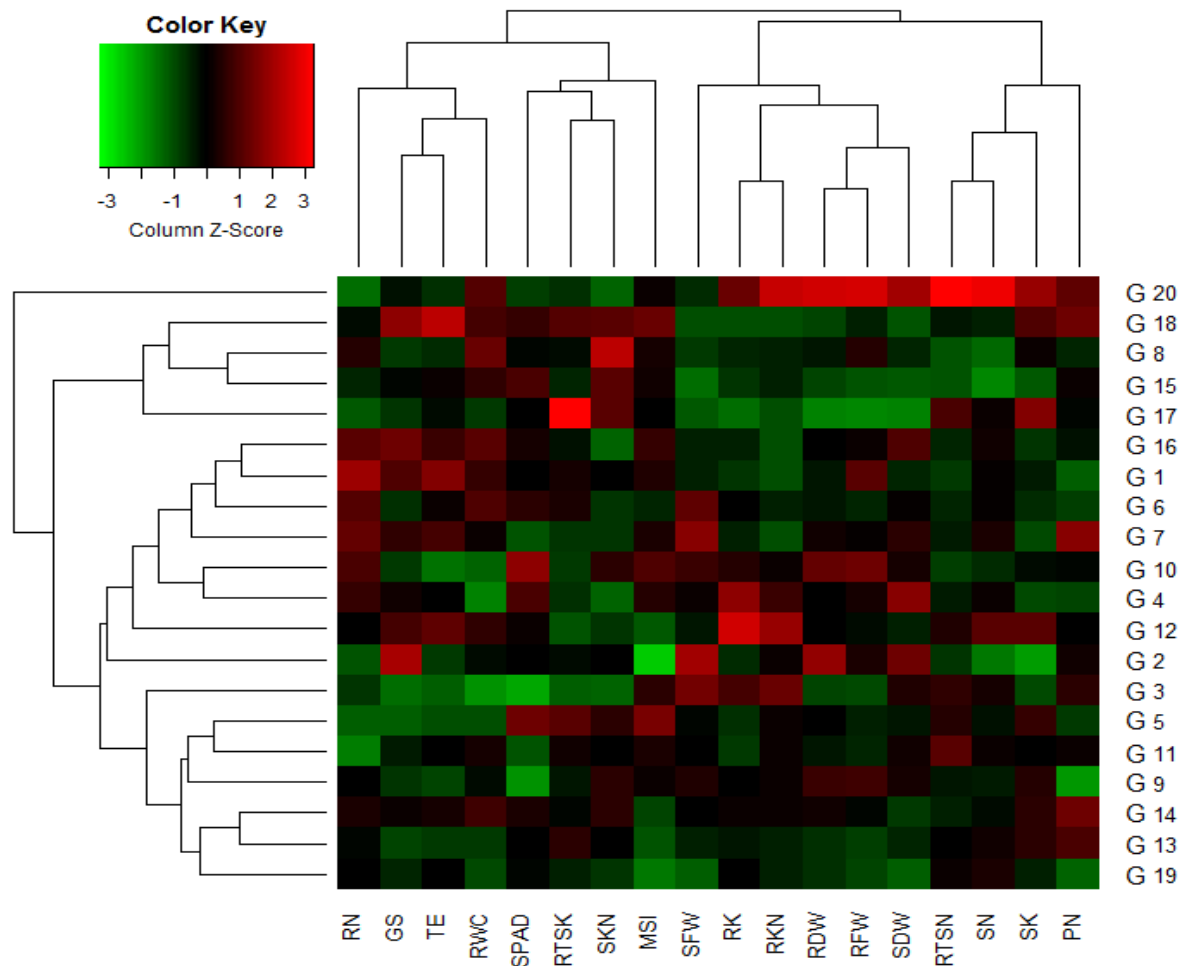 Color Key
-3 -1 1 2 3
Column Z-Score
G 20
G 18
G 8
G 15
G 17
G 16
G 1
G 6
G 7
G 10
G 4
G 12
G 2
G 3
G 5
G 11
G 9
G 14
G 13
G 19
RN GS TE RWC SPAD RTSK SKN MSI SFW RK RKN RDW RFW SDW RTSN SN SK PN